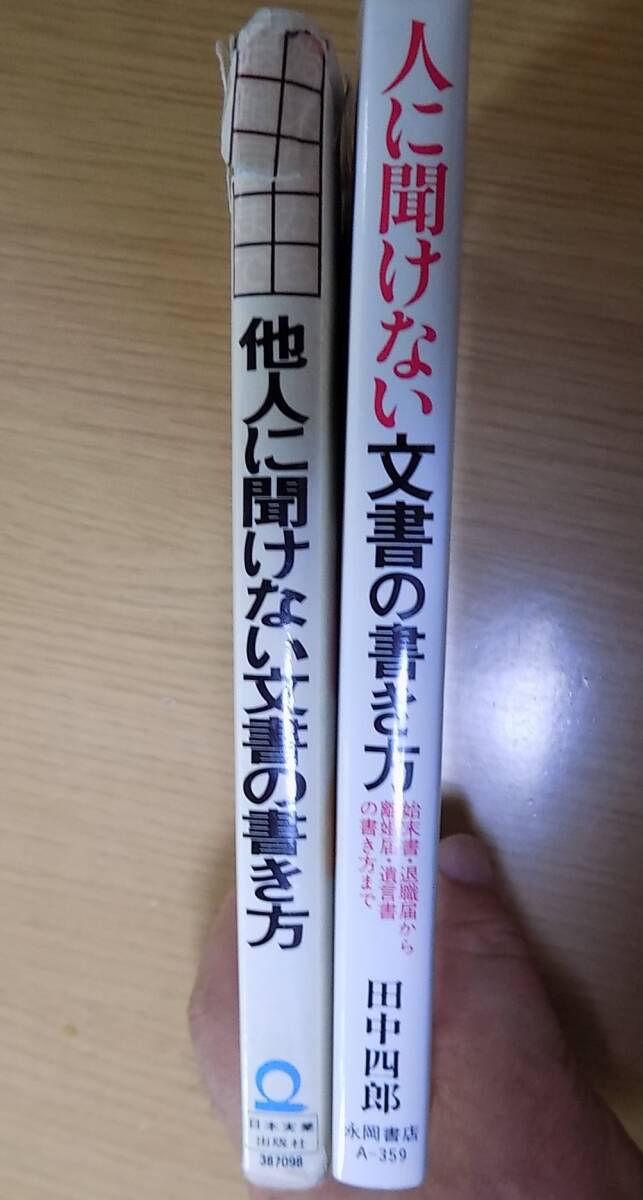 他人に聞けない文書の書き方
日本実業
出版社
387098
人に聞けない文書の書き方
始末書・退職届から
離婚届・遺言書
の書き方まで
田中四郎
永岡書店
A-359